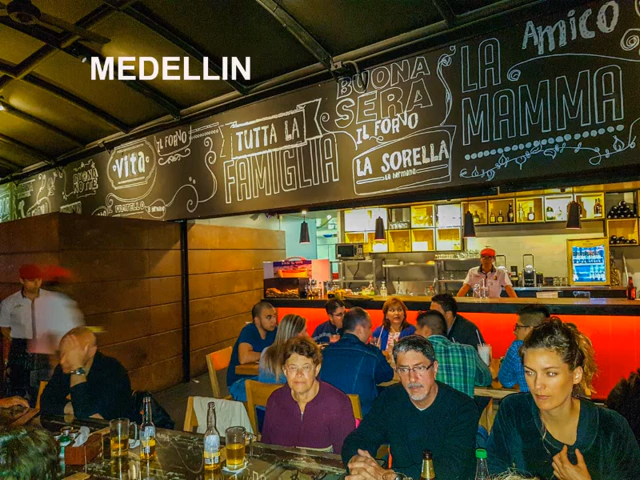 MEDELLIN
Amico
LA
MAMMA
BUONA
SERA
IL FORNO
LA SORELLA
TUTTA LA
FAMIGLIA
IL FORNO
vita